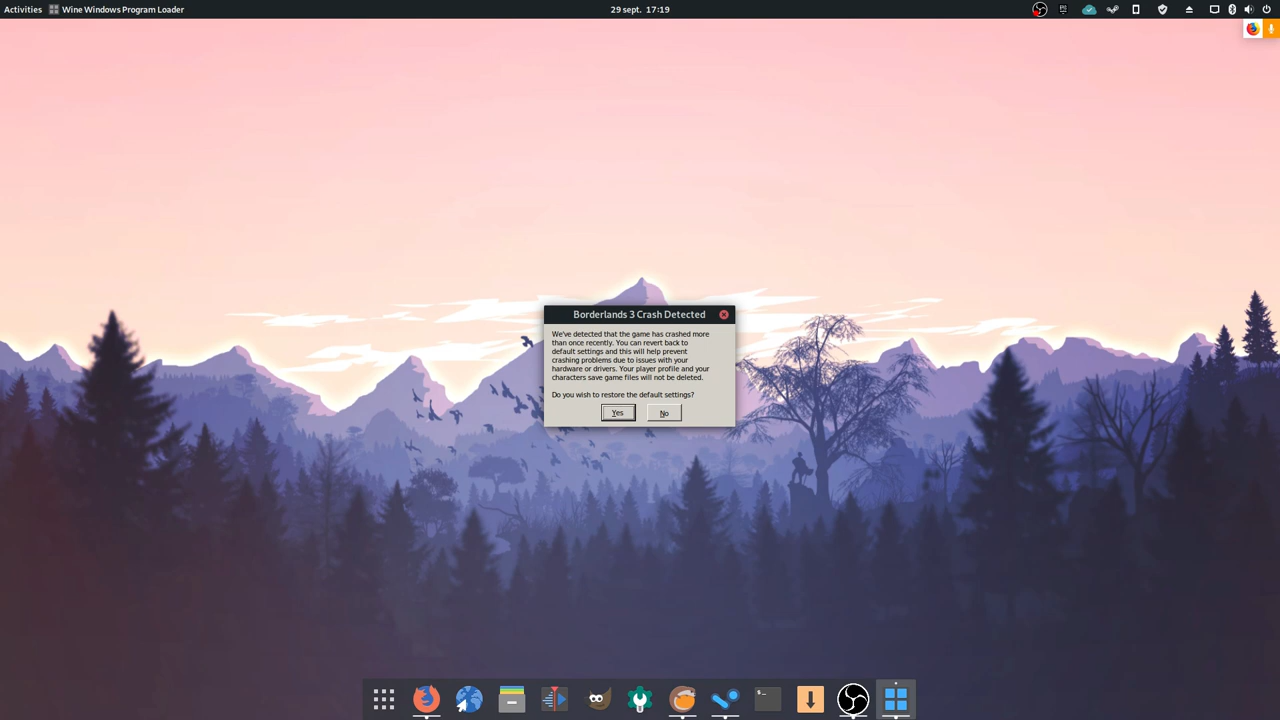 Activities
Wine Windows Program Loader
29 sept. 17:19
Borderlands 3 Crash Detected
We've detected that the game has crashed more
than once recently. You can revert back to
default settings and this will help prevent
crashing problems due to issues with your
hardware or drivers. Your player profile and your
characters save game files will not be deleted.
Do you wish to restore the default settings?
Yes
No